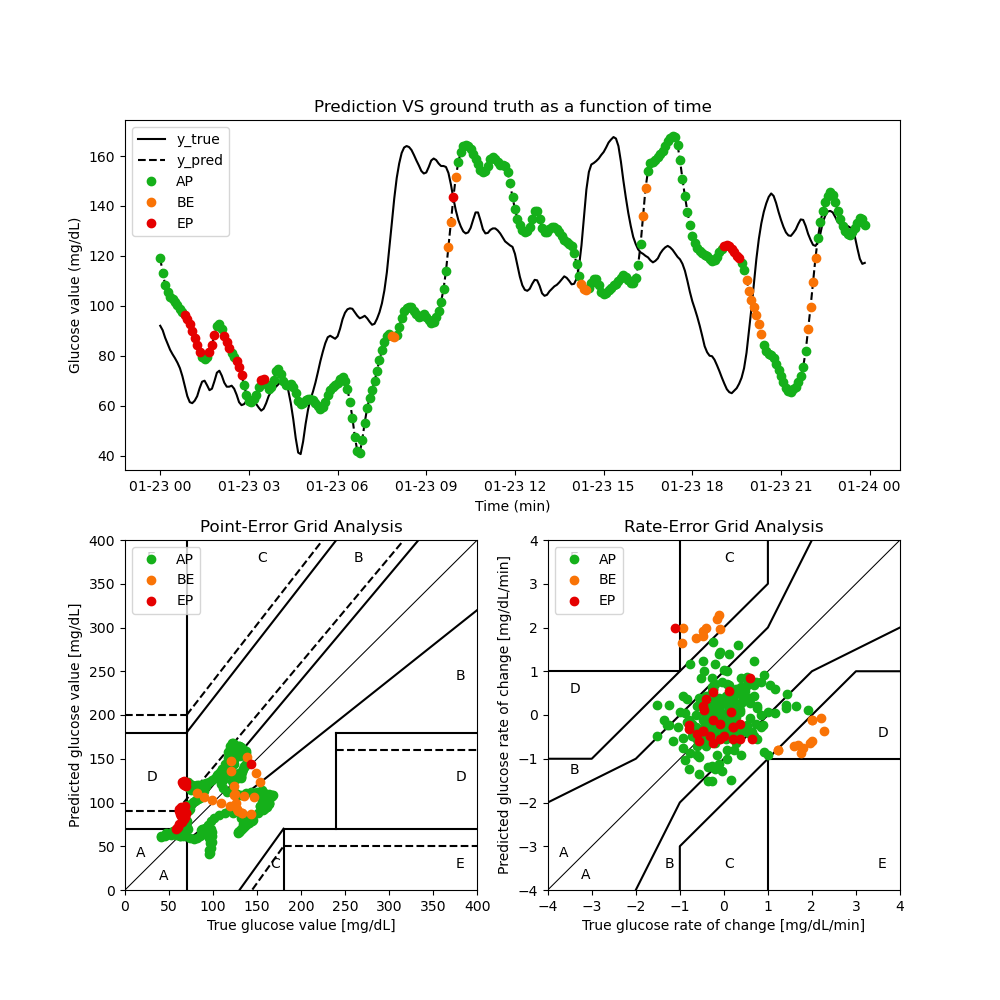 Prediction VS ground truth as a function of time
y_true
y_pred
AP
BE
EP
Glucose value (mg/dL)
160
140
120
100
80
60
40
01-23 00 01-23 03 01-23 06 01-23 09 01-23 12 01-23 15 01-23 18 01-23 21 01-24 00
Time (min)
Point-Error Grid Analysis
AP
BE
EP
C
B
B
D
D
A
A
C
E
Predicted glucose value [mg/dL]
400
350
300
250
200
150
100
50
0
0 50 100 150 200 250 300 350 400
True glucose value [mg/dL]
Rate-Error Grid Analysis
AP
BE
EP
C
D
D
B
A
A
B
C
E
Predicted glucose rate of change [mg/dL/min]
4
3
2
1
0
−1
−2
−3
−4
−4 −3 −2 −1 0 1 2 3 4
True glucose rate of change [mg/dL/min]